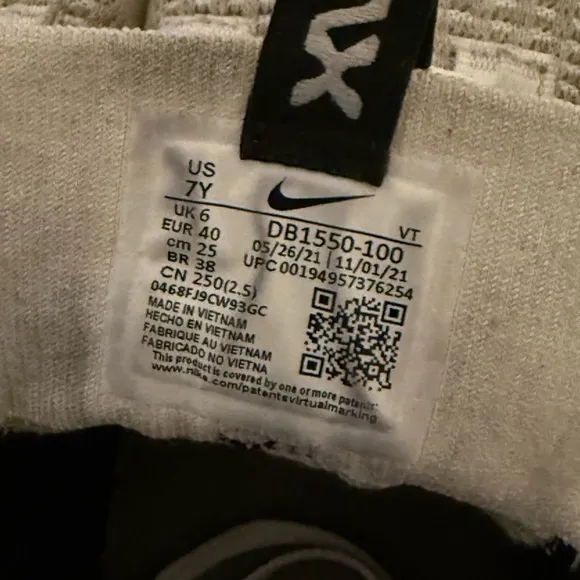 US
7Y
UK 6
EUR 40
cm 25
BR 38
CN 250(2.5)
0468FJ9CW93GC
VT
DB1550-100
05/26/21 | 11/01/21
UPC 00194957376254
MADE IN VIETNAM
HECHO EN VIETNAM
FABRIQUE AU VIETNAM
FABRICADO NO VIETNA
This product is covered by one or more patents:
www.nike.com/patentsvirtualmarking